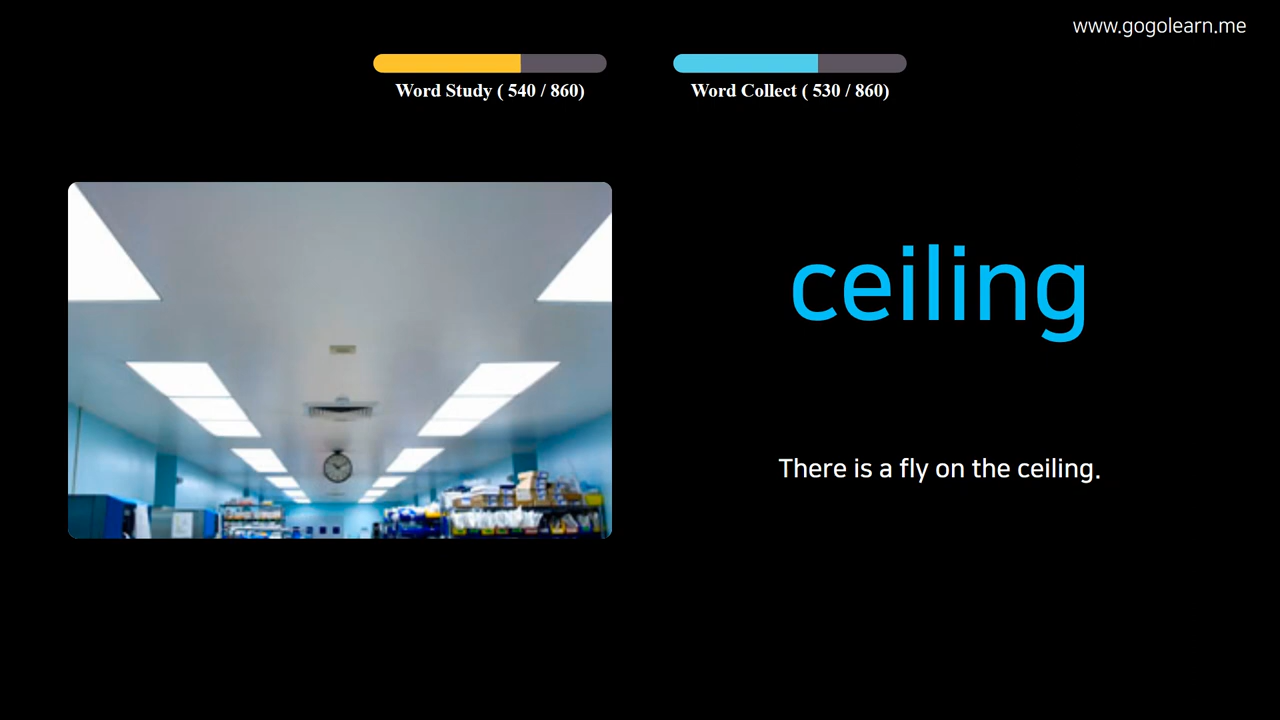 www.gogolearn.me
Word Study ( 540 / 860)
Word Collect ( 530 / 860)
ceiling
There is a fly on the ceiling.